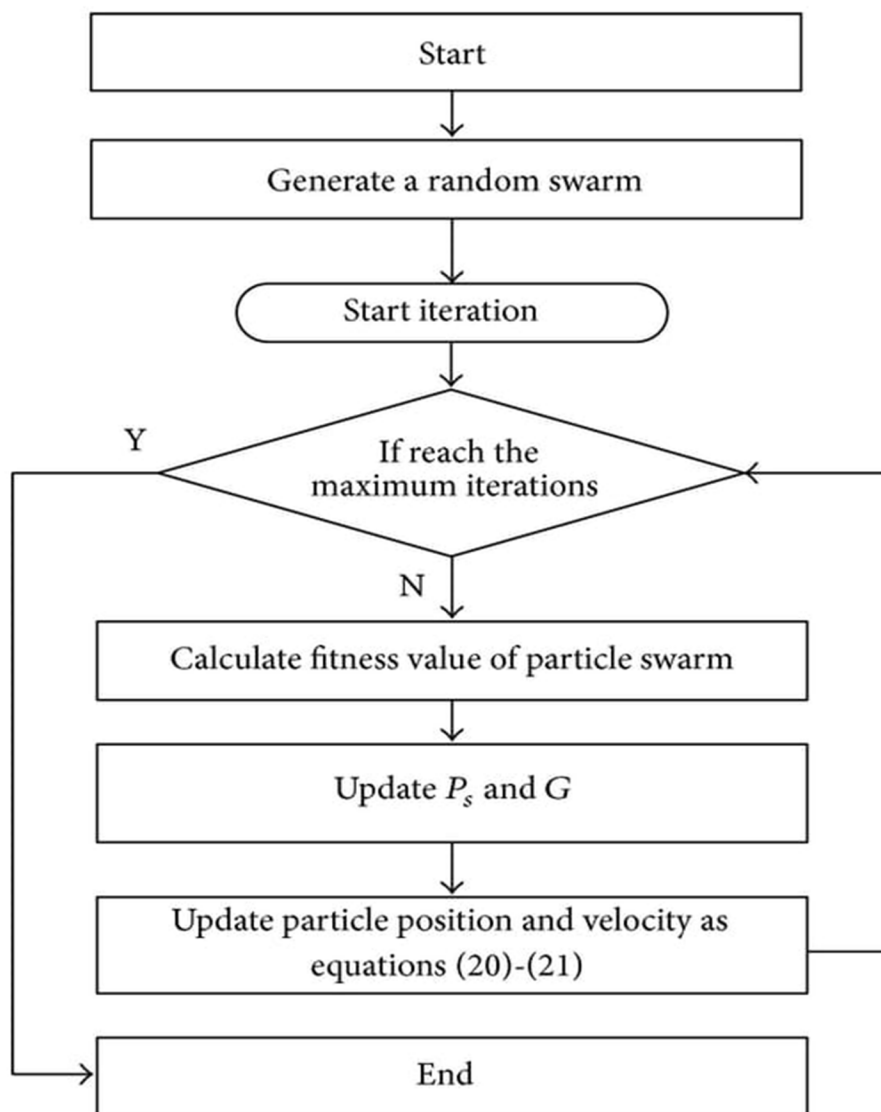 Start
Generate a random swarm
Start iteration
Y
If reach the
maximum iterations
N
Calculate fitness value of particle swarm
Update Pₛ and G
Update particle position and velocity as
equations (20)-(21)
End